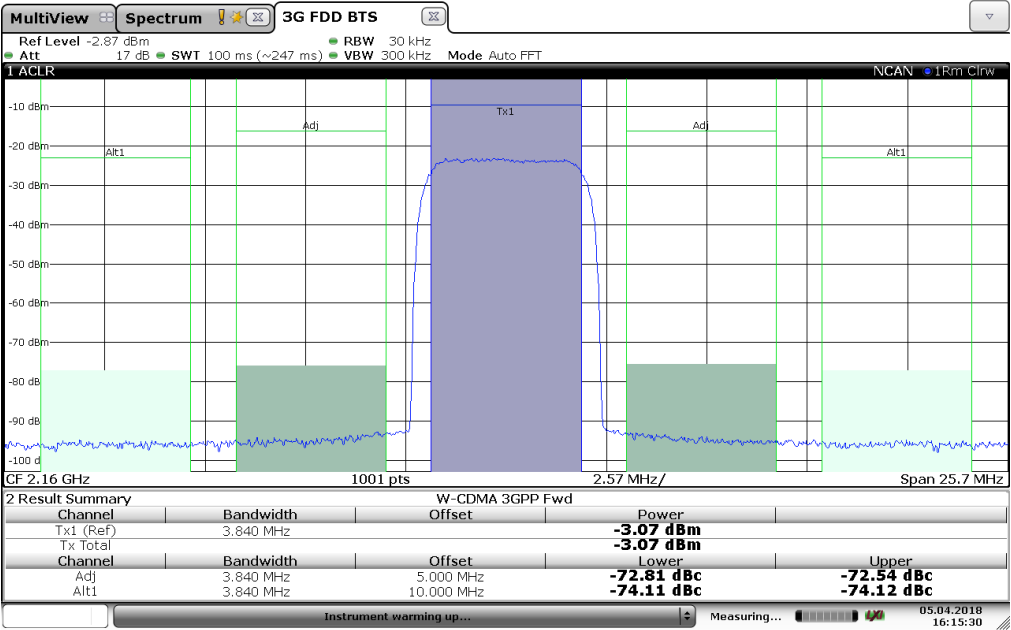 MultiView Spectrum ! 3G FDD BTS
Ref Level -2.87 dBm RBW 30 kHz
Att 17 dB SWT 100 ms (~247 ms) VBW 300 kHz Mode Auto FFT
1 ACLR NCAN 1Rm Clrw
-10 dBm
Tx1
Adj Adj
-20 dBm
Alt1 Alt1
-30 dBm
-40 dBm
-50 dBm
-60 dBm
-70 dBm
-80 dB
-90 dB
-100 d
CF 2.16 GHz 1001 pts 2.57 MHz/ Span 25.7 MHz
2 Result Summary W-CDMA 3GPP Fwd
Channel Bandwidth Offset Power
Tx1 (Ref) 3.840 MHz -3.07 dBm
Tx Total -3.07 dBm
Channel Bandwidth Offset Lower Upper
Adj 3.840 MHz 5.000 MHz -72.81 dBc -72.54 dBc
Alt1 3.840 MHz 10.000 MHz -74.11 dBc -74.12 dBc
Instrument warming up... Measuring... LXI 05.04.2018
16:15:30